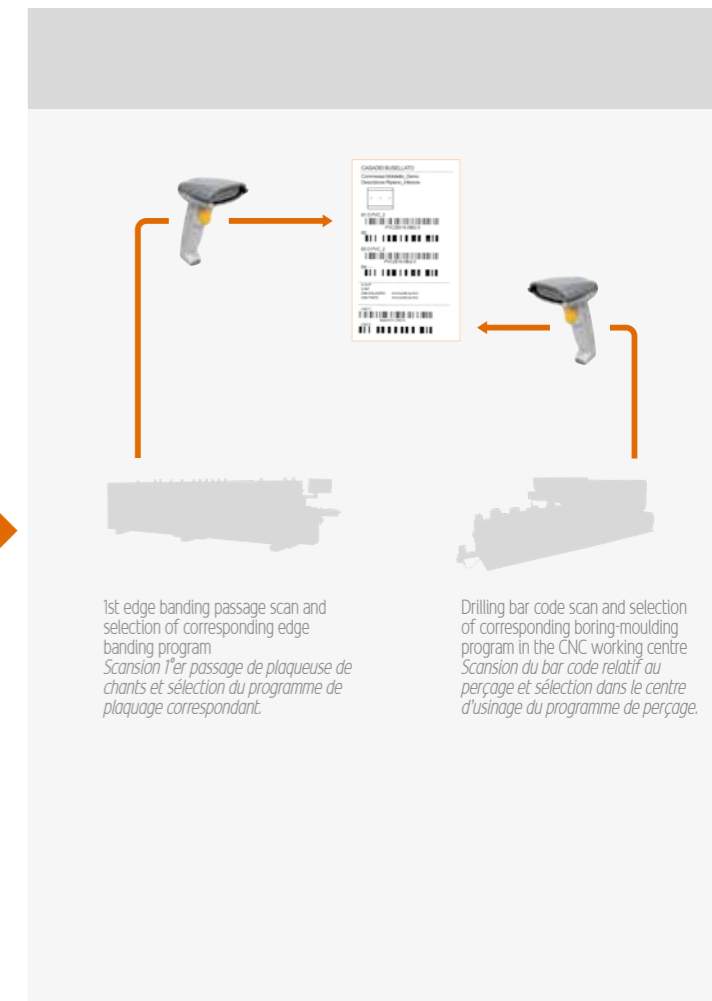 CASADEI BUSELLATO
1st edge banding passage scan and
selection of corresponding edge
banding program
Scansion 1°er passage de plaqueuse de
chants et sélection du programme de
plaquage correspondant.
Drilling bar code scan and selection
of corresponding boring-moulding
program in the CNC working centre
Scansion du bar code relatif au
perçage et sélection dans le centre
d'usinage du programme de perçage.